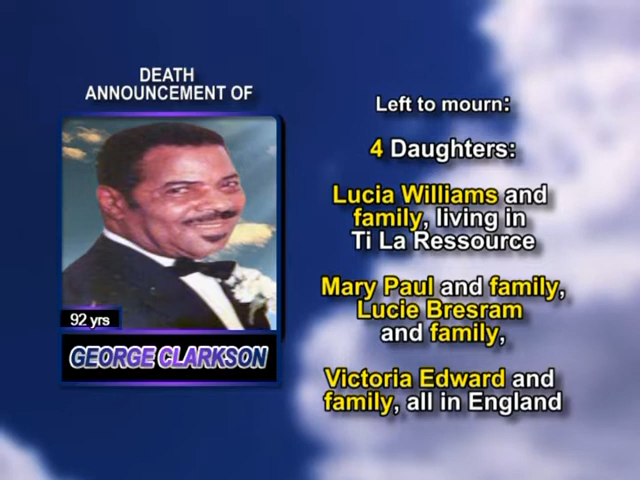 DEATH
ANNOUNCEMENT OF
92 yrs
GEORGE CLARKSON
Left to mourn:
4 Daughters:
Lucia Williams and
family, living in
Ti La Ressource
Mary Paul and family,
Lucie Bresram
and family,
Victoria Edward and
family, all in England